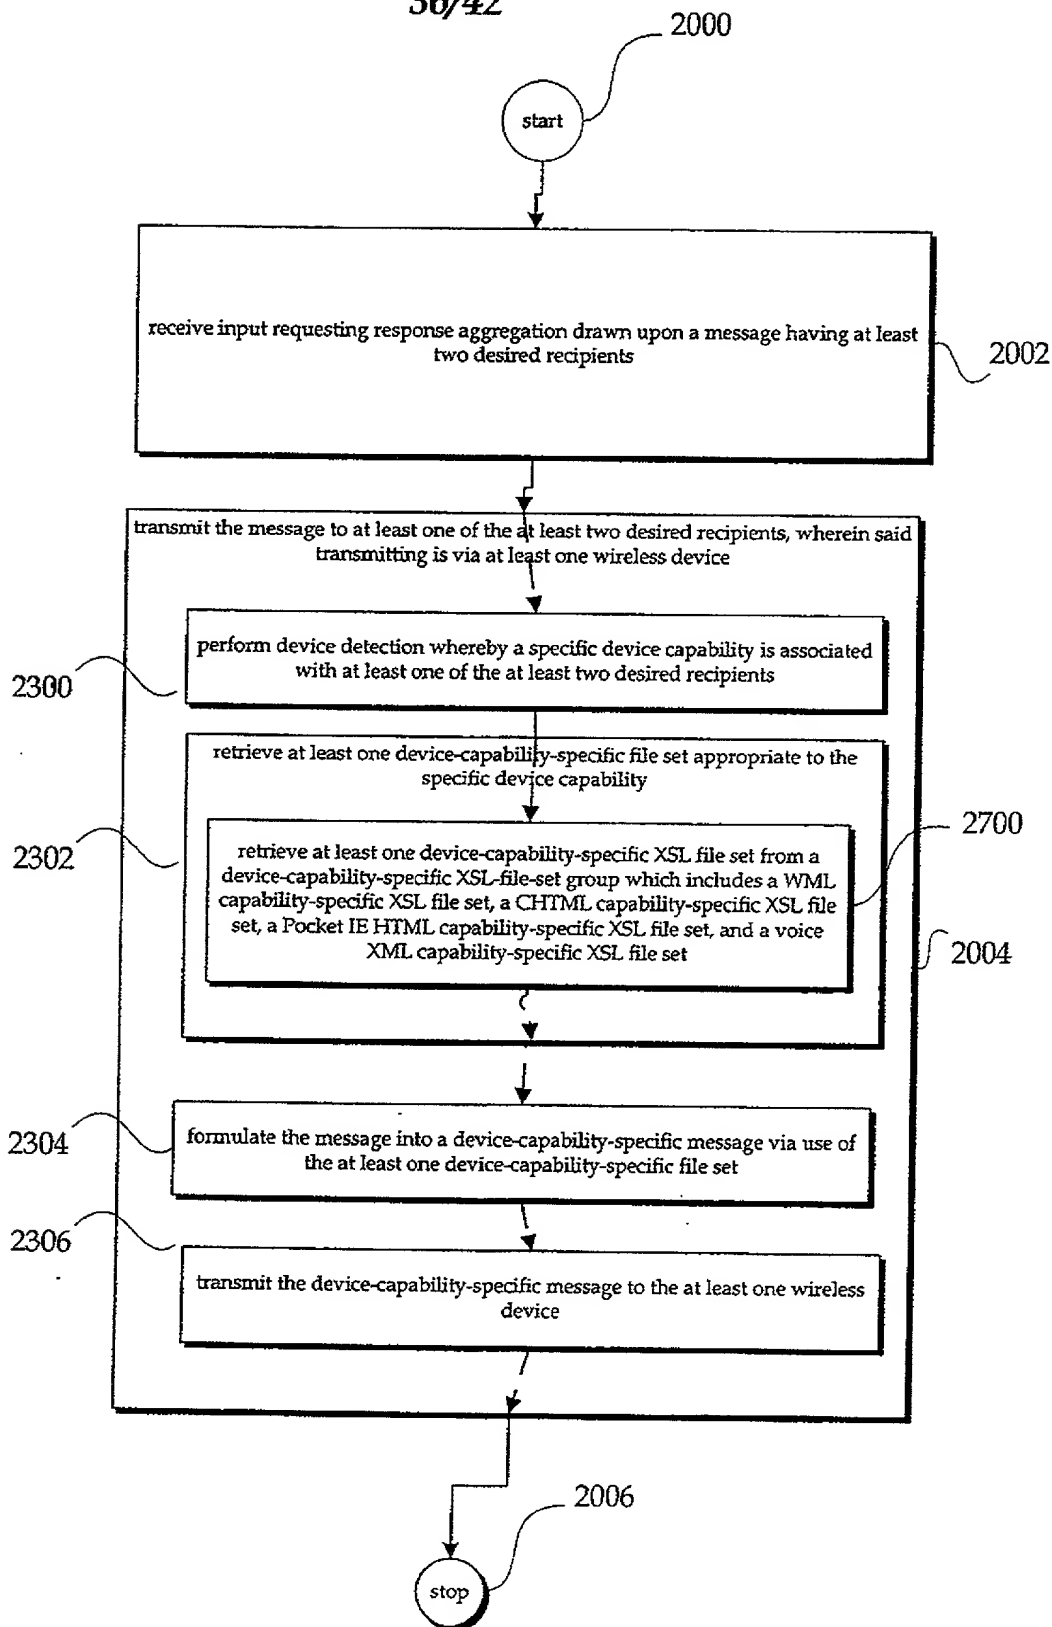 36/42
2000
start
receive input requesting response aggregation drawn upon a message having at least
two desired recipients
2002
transmit the message to at least one of the at least two desired recipients, wherein said
transmitting is via at least one wireless device
perform device detection whereby a specific device capability is associated
with at least one of the at least two desired recipients
2300
retrieve at least one device-capability-specific file set appropriate to the
specific device capability
2302
2700
retrieve at least one device-capability-specific XSL file set from a
device-capability-specific XSL-file-set group which includes a WML
capability-specific XSL file set, a CHTML capability-specific XSL file
set, a Pocket IE HTML capability-specific XSL file set, and a voice
XML capability-specific XSL file set
2004
2304
formulate the message into a device-capability-specific message via use of
the at least one device-capability-specific file set
2306
transmit the device-capability-specific message to the at least one wireless
device
2006
stop